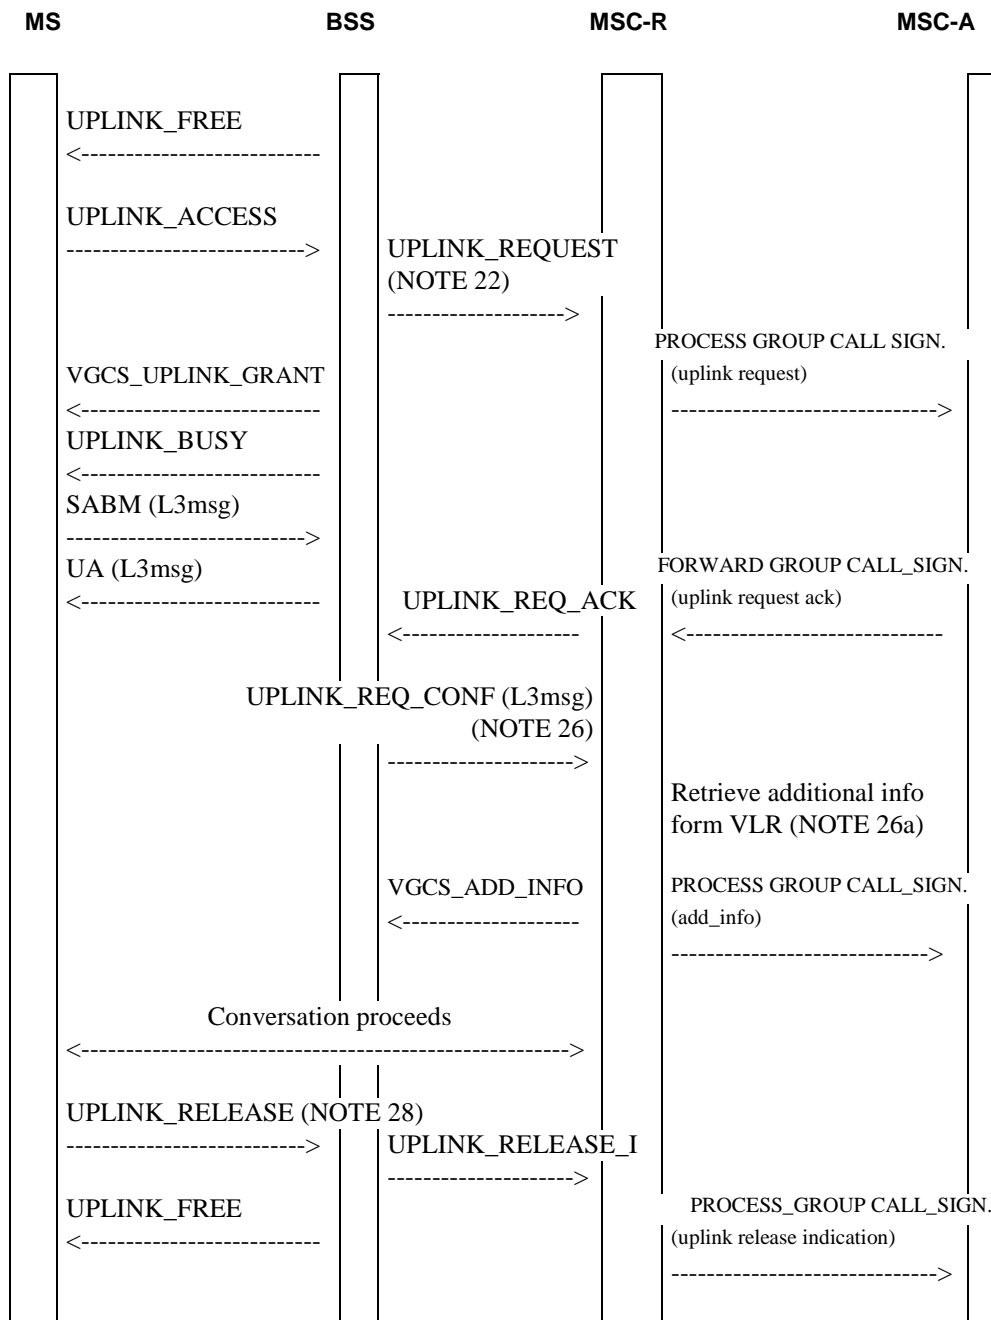 MS BSS MSC-R MSC-A
UPLINK_FREE
<---------------------------
UPLINK_ACCESS
--------------------------->
UPLINK_REQUEST
(NOTE 22)
-------------------->
PROCESS GROUP CALL SIGN.
(uplink request)
------------------------------>
VGCS_UPLINK_GRANT
<---------------------------
UPLINK_BUSY
<---------------------------
SABM (L3msg)
--------------------------->
UA (L3msg)
<---------------------------
FORWARD GROUP CALL_SIGN.
(uplink request ack)
<-----------------------------
UPLINK_REQ_ACK
<--------------------
UPLINK_REQ_CONF (L3msg)
(NOTE 26)
--------------------->
Retrieve additional info
form VLR (NOTE 26a)
VGCS_ADD_INFO
<--------------------
PROCESS GROUP CALL_SIGN.
(add_info)
----------------------------->
Conversation proceeds
<------------------------------------------------------->
UPLINK_RELEASE (NOTE 28)
--------------------------->
UPLINK_RELEASE_I
--------------------->
UPLINK_FREE
<---------------------------
PROCESS_GROUP CALL_SIGN.
(uplink release indication)
------------------------------>